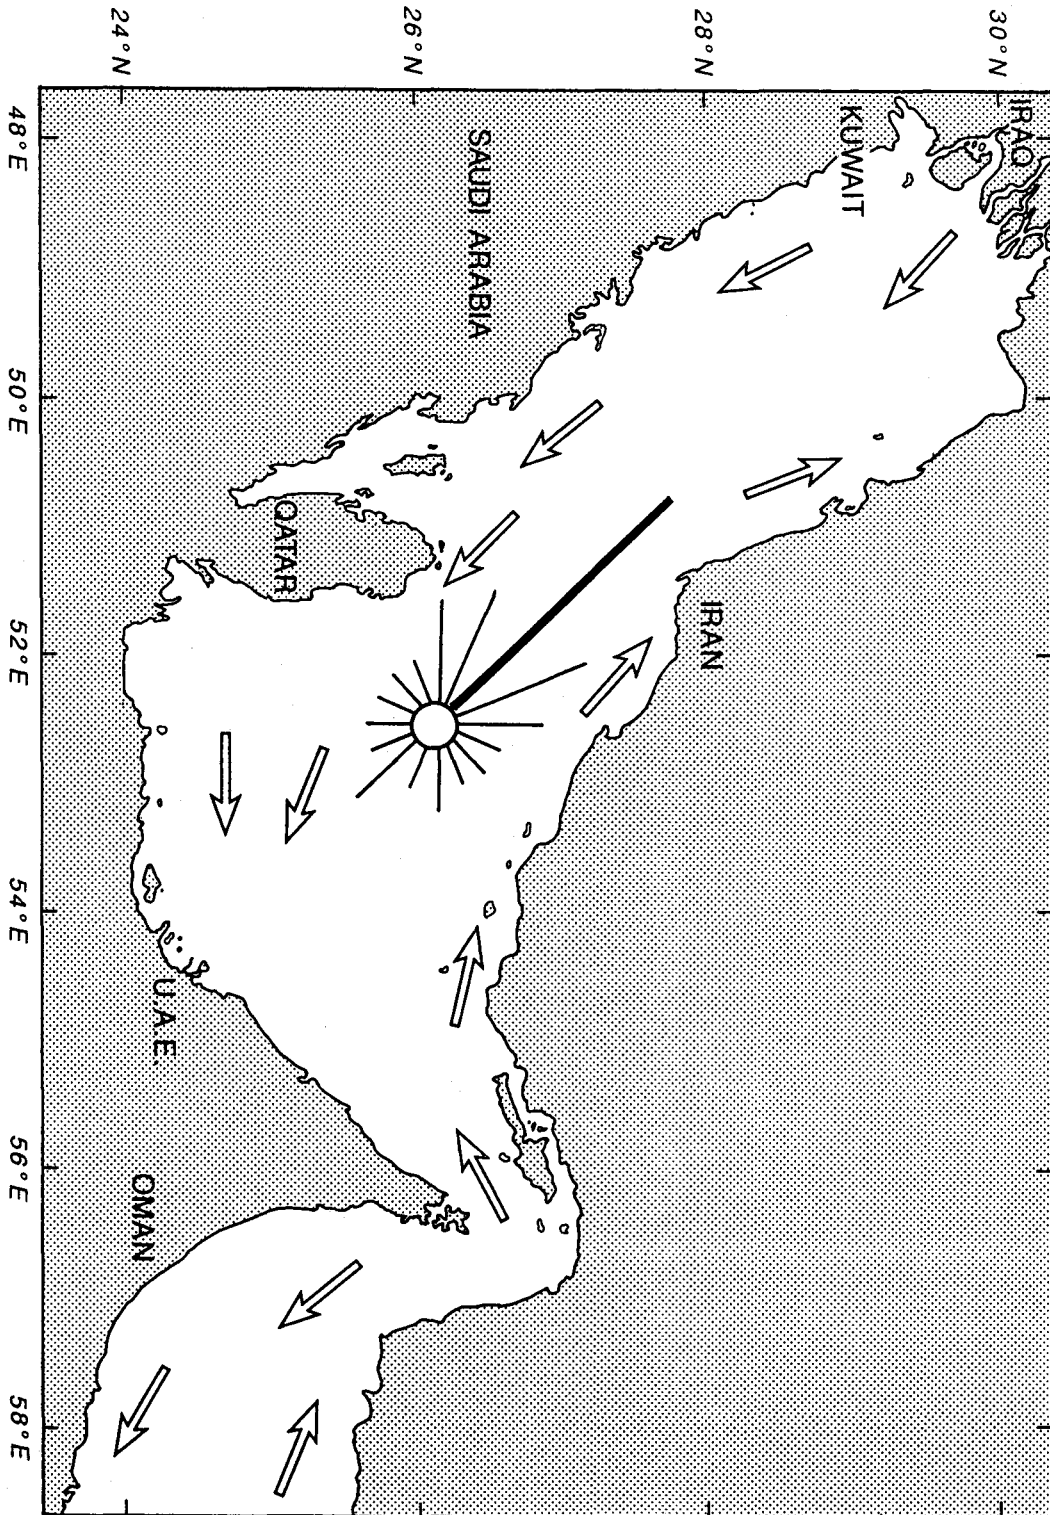 30°N
28°N
26°N
24°N
IRAQ
KUWAIT
SAUDI ARABIA
IRAN
QATAR
U.A.E.
OMAN
48°E
50°E
52°E
54°E
56°E
58°E